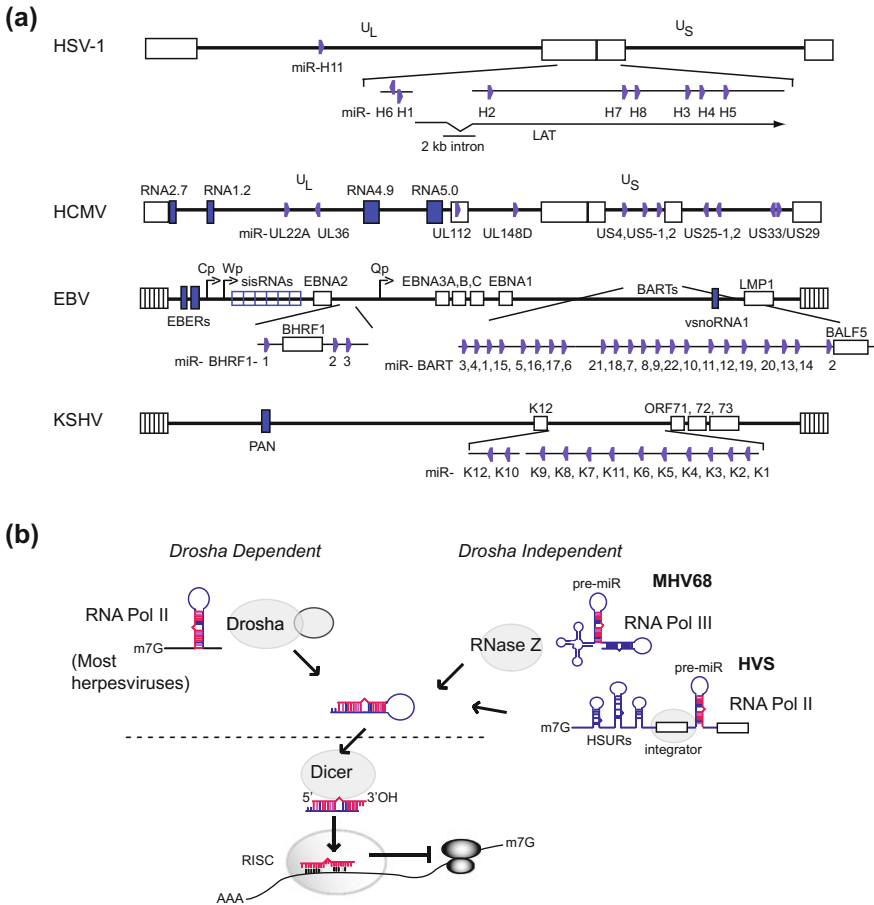 (a)
HSV-1
UL
US
miR-H11
miR- H6 H1 H2 H7 H8 H3 H4 H5
LAT
2 kb intron
UL
US
RNA2.7 RNA1.2 RNA4.9 RNA5.0
HCMV
miR-UL22A UL36 UL112 UL148D US4,US5-1,2 US25-1,2 US33/US29
Cp Wp sisRNAs EBNA2 Qp EBNA3A,B,C EBNA1 BARTs LMP1
EBV
EBERs
vsnoRNA1
BHRF1
BALF5
miR- BHRF1- 1 2 3
miR- BART 3,4,1,15, 5,16,17,6 21,18,7, 8,9,22,10,11,12,19, 20,13,14 2
K12 ORF71, 72, 73
KSHV
PAN
miR- K12, K10 K9, K8, K7, K11, K6, K5, K4, K3, K2, K1
(b)
Drosha Dependent
Drosha Independent
pre-miR MHV68
RNA Pol II
Drosha
RNase Z
RNA Pol III
m7G
(Most
herpesviruses)
pre-miR HVS
RNA Pol II
m7G
HSURs
integrator
Dicer
5' 3'OH
RISC
m7G
AAA